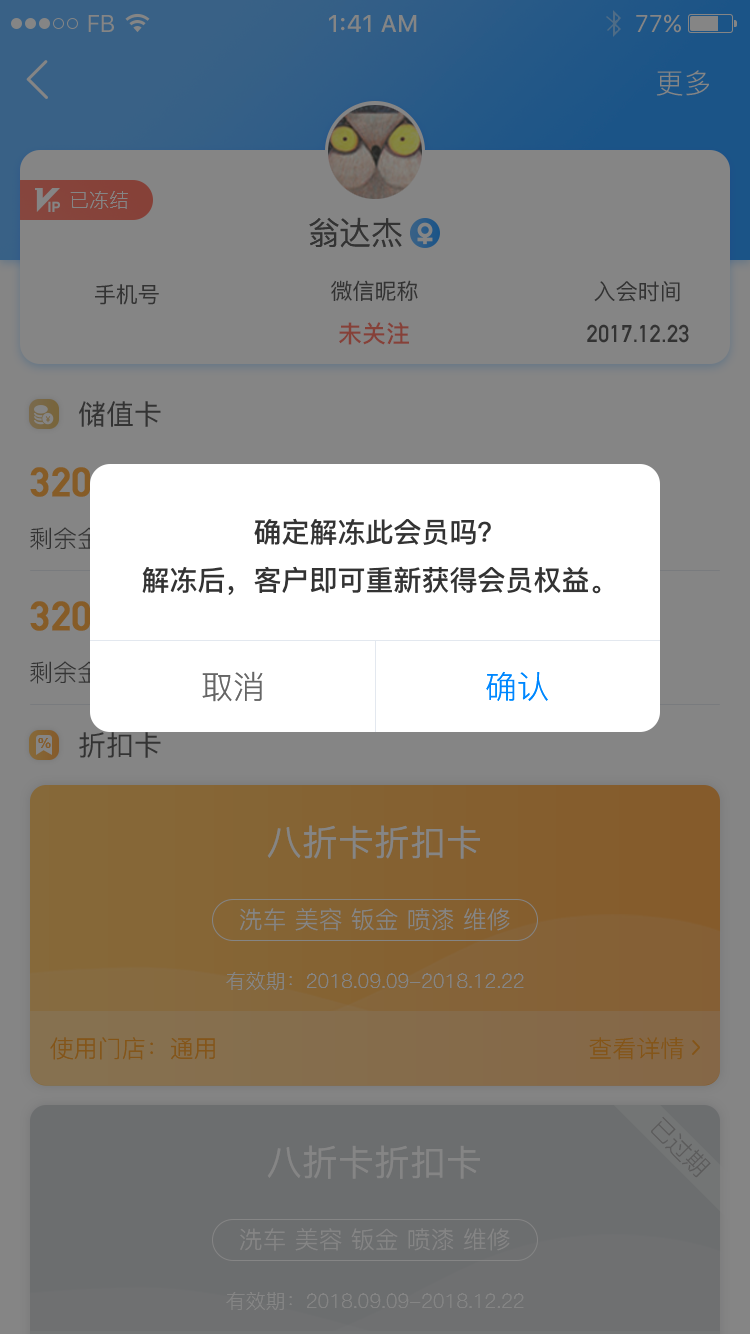 FB 1:41 AM 77%
更多
VIP 已冻结
翁达杰
手机号 微信昵称 入会时间
未关注 2017.12.23
储值卡
320
剩余金
确定解冻此会员吗?
解冻后，客户即可重新获得会员权益。
320
剩余金
取消 确认
折扣卡
八折卡折扣卡
洗车 美容 钣金 喷漆 维修
有效期：2018.09.09-2018.12.22
使用门店：通用 查看详情
已过期
八折卡折扣卡
洗车 美容 钣金 喷漆 维修
有效期：2018.09.09-2018.12.22